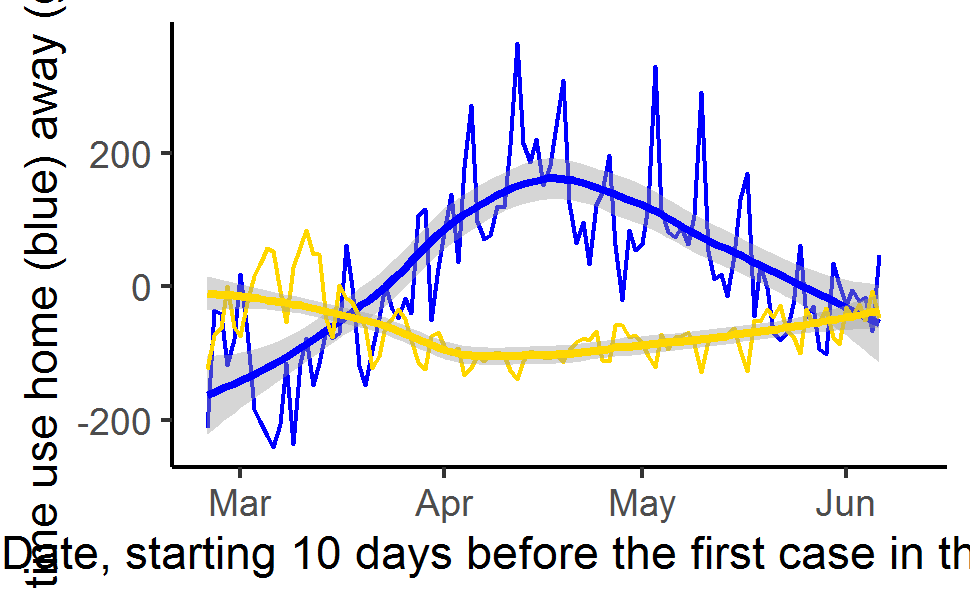 time use home (blue) away (
200
0
-200
Mar Apr May Jun
Date, starting 10 days before the first case in th